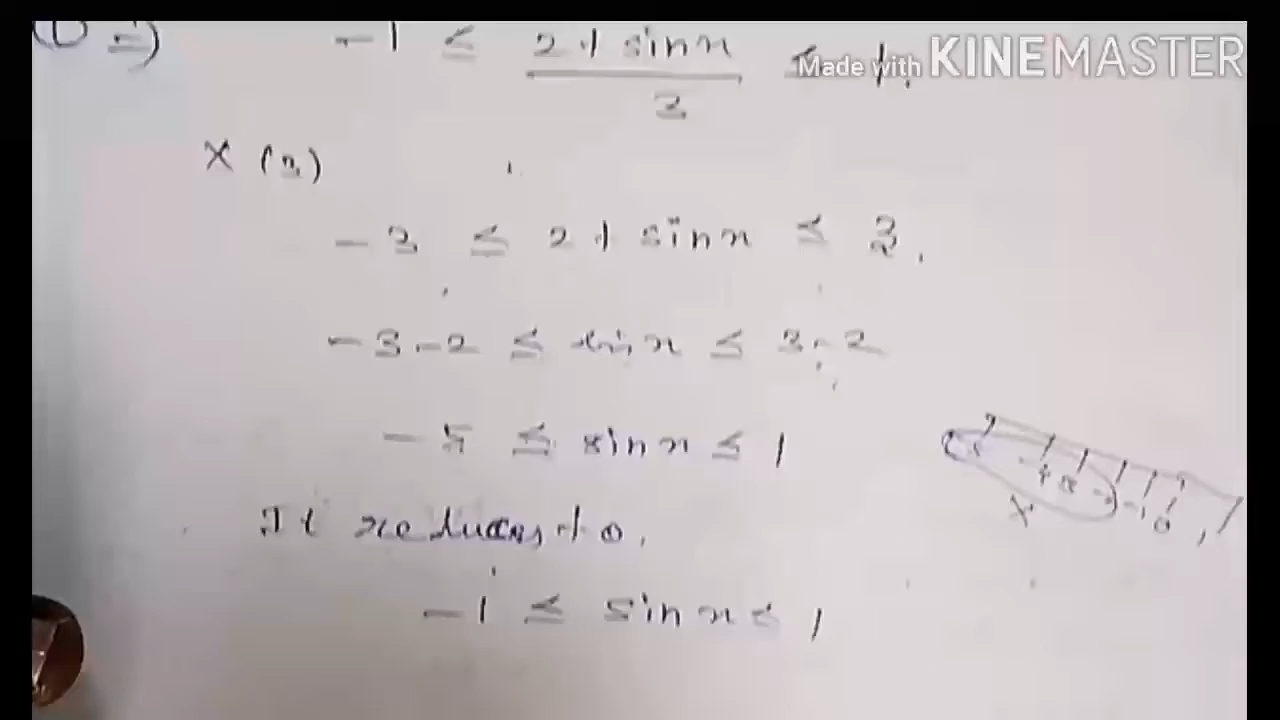 -1 ≤ 2+sinx/3 ≤ 1.
Made with KINEMASTER
X (3)
-3 ≤ 2+sinx ≤ 3.
-3-2 ≤ sinx ≤ 3-2
-5 ≤ sinx ≤ 1
It reduces to,
-1 ≤ sinx ≤ 1